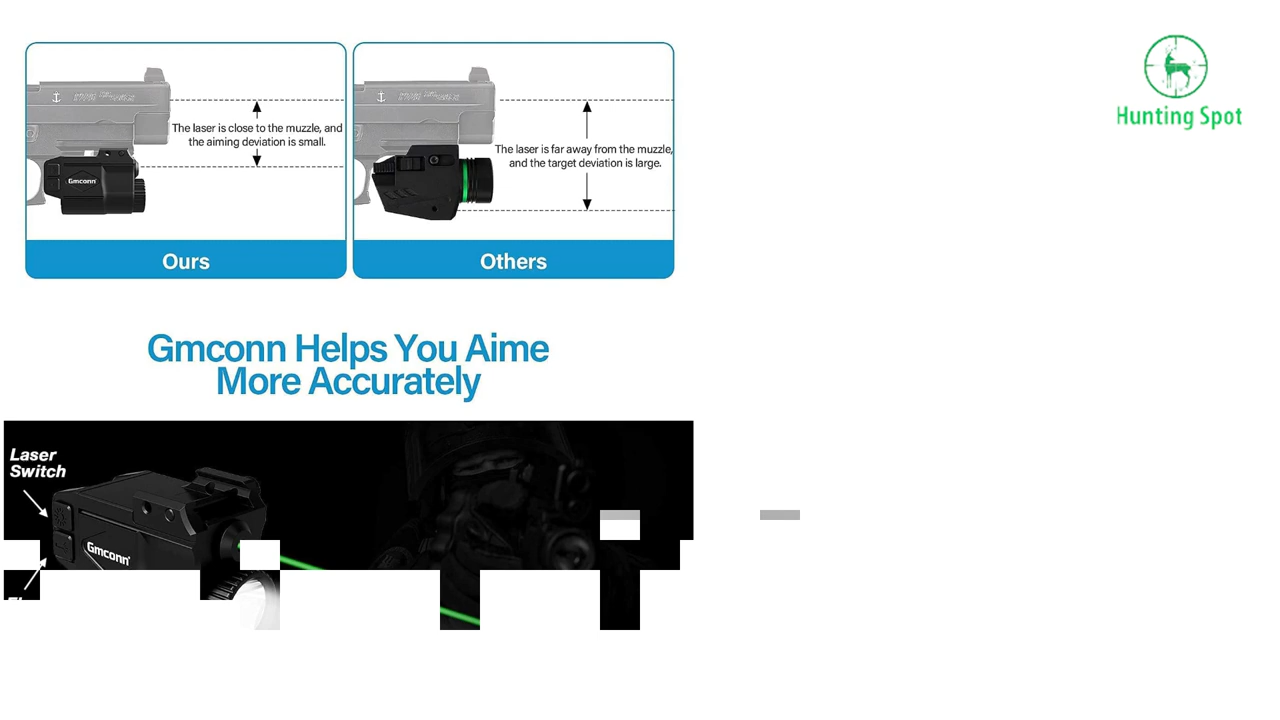 Hunting Spot
The laser is close to the muzzle, and
the aiming deviation is small.
Gmconn
Ours
The laser is far away from the muzzle,
and the target deviation is large.
Others
Gmconn Helps You Aime
More Accurately
Laser
Switch
Gmconn